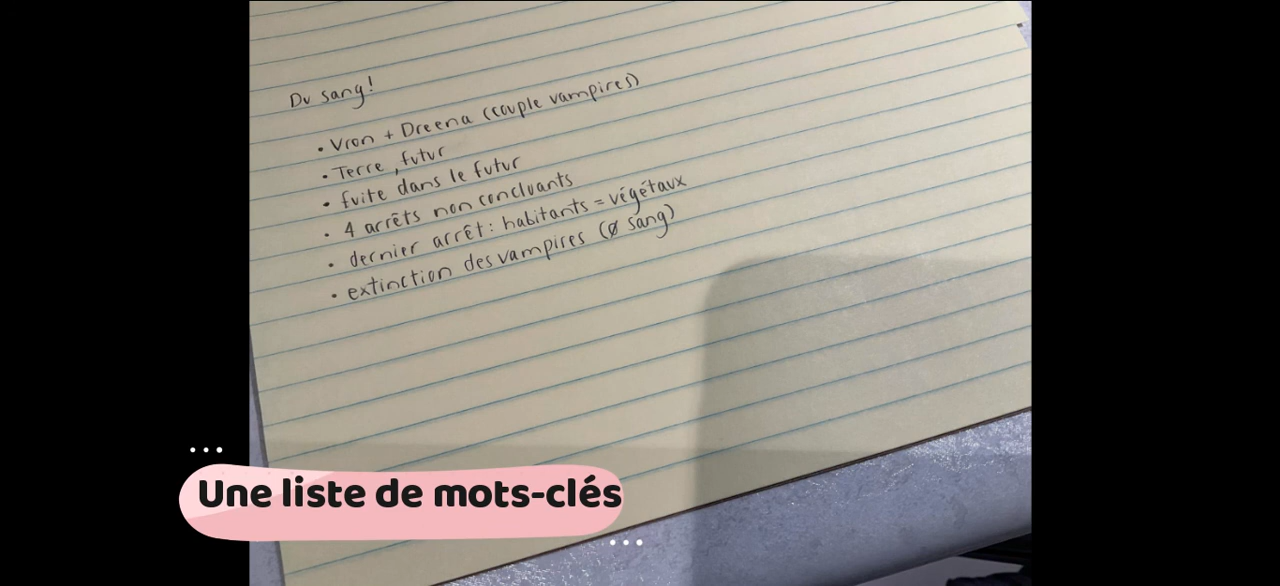 Du sang!
• Vron + Dreena (couple vampires)
• Terre, futur
• fuite dans le futur
• 4 arrêts non concluants
• dernier arrêt: habitants = végétaux
• extinction des vampires (Ø sang)
Une liste de mots-clés